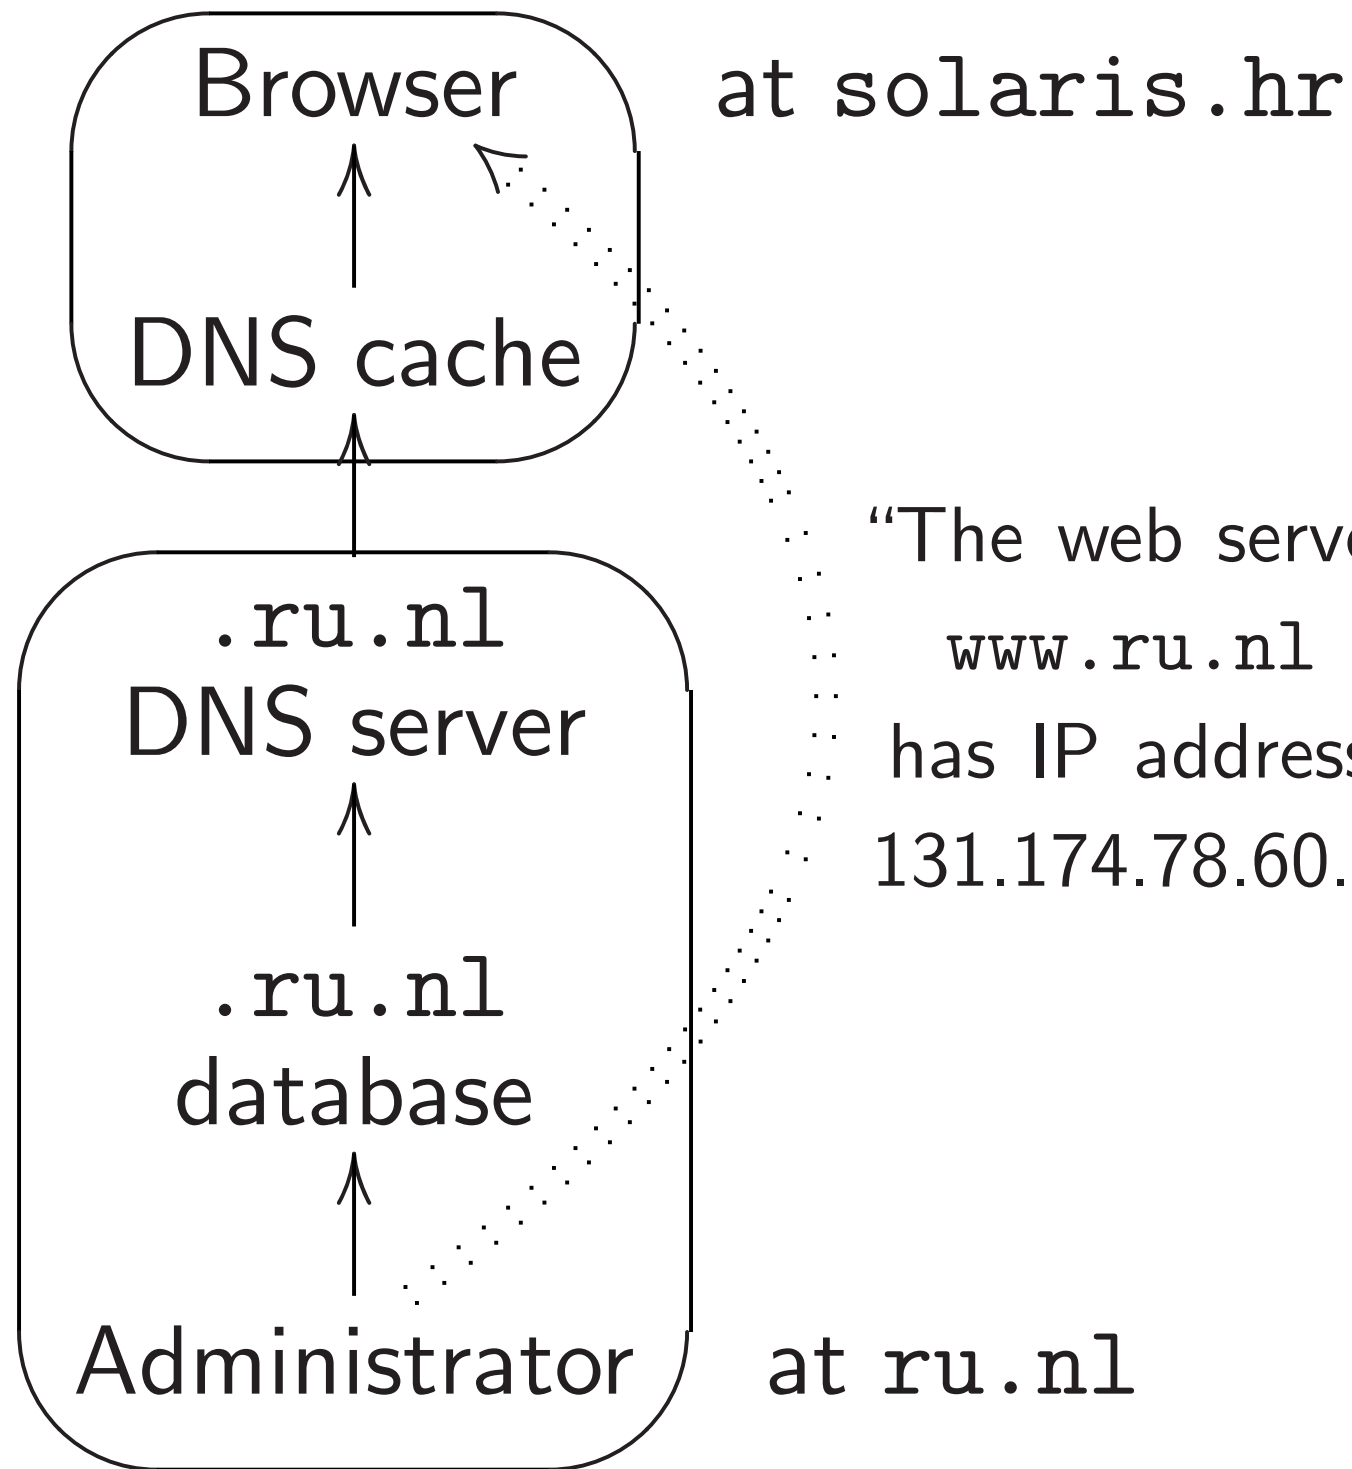 Browser
at solaris.hr
DNS cache
“The web serve
www.ru.nl
has IP address
131.174.78.60.
.ru.nl
DNS server
.ru.nl
database
Administrator
at ru.nl